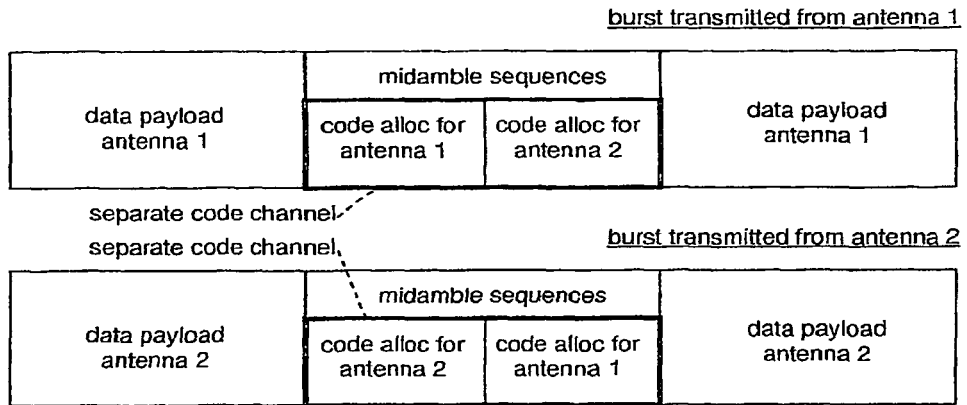 burst transmitted from antenna 1
midamble sequences
data payload
antenna 1
code alloc for
antenna 1
code alloc for
antenna 2
data payload
antenna 1
separate code channel
separate code channel
burst transmitted from antenna 2
midamble sequences
data payload
antenna 2
code alloc for
antenna 2
code alloc for
antenna 1
data payload
antenna 2